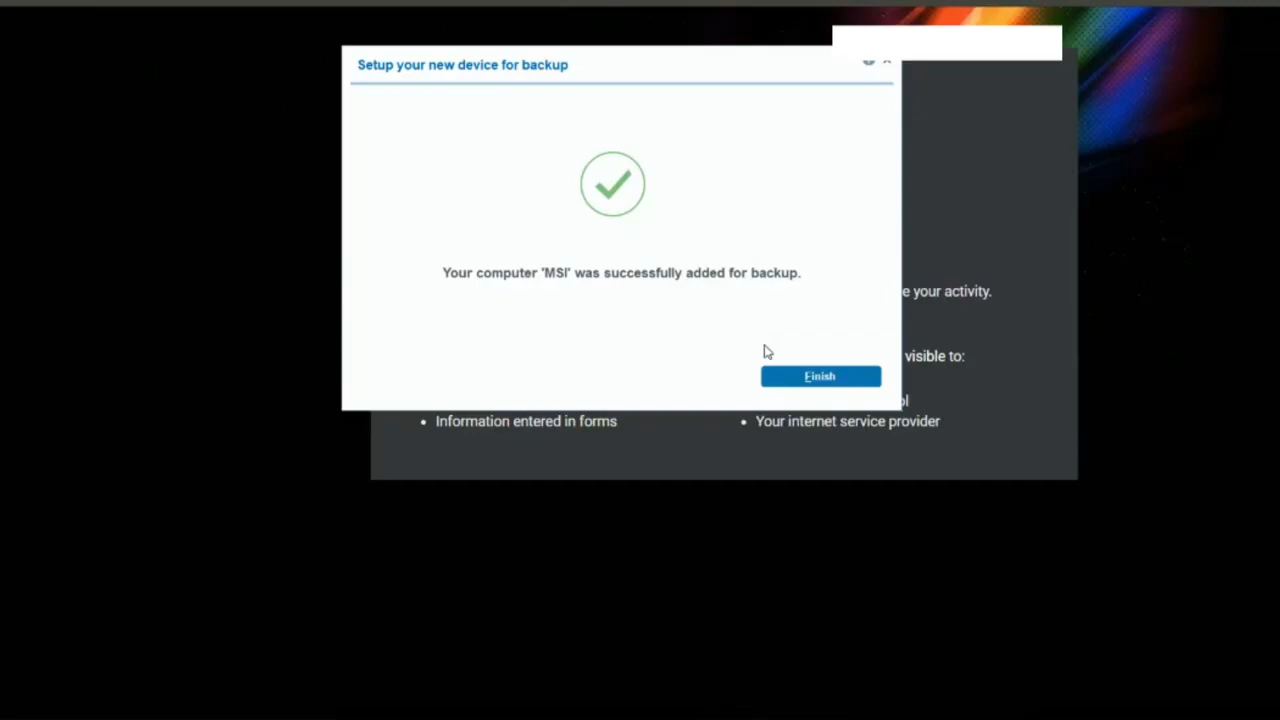 Setup your new device for backup
Your computer 'MSI' was successfully added for backup.
e your activity.
visible to:
Finish
ol
Information entered in forms
Your internet service provider